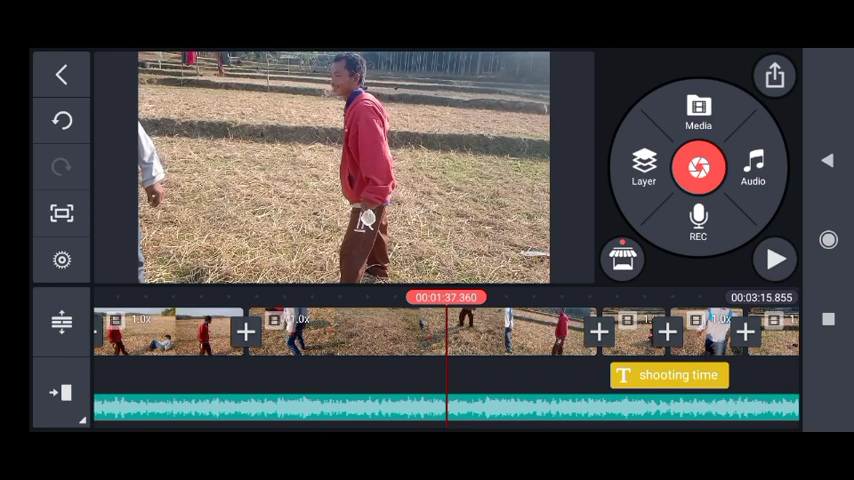 Media
Layer
Audio
REC
00:01:37.360
00:03:15.855
1.0x
1.0x
1.0x
shooting time